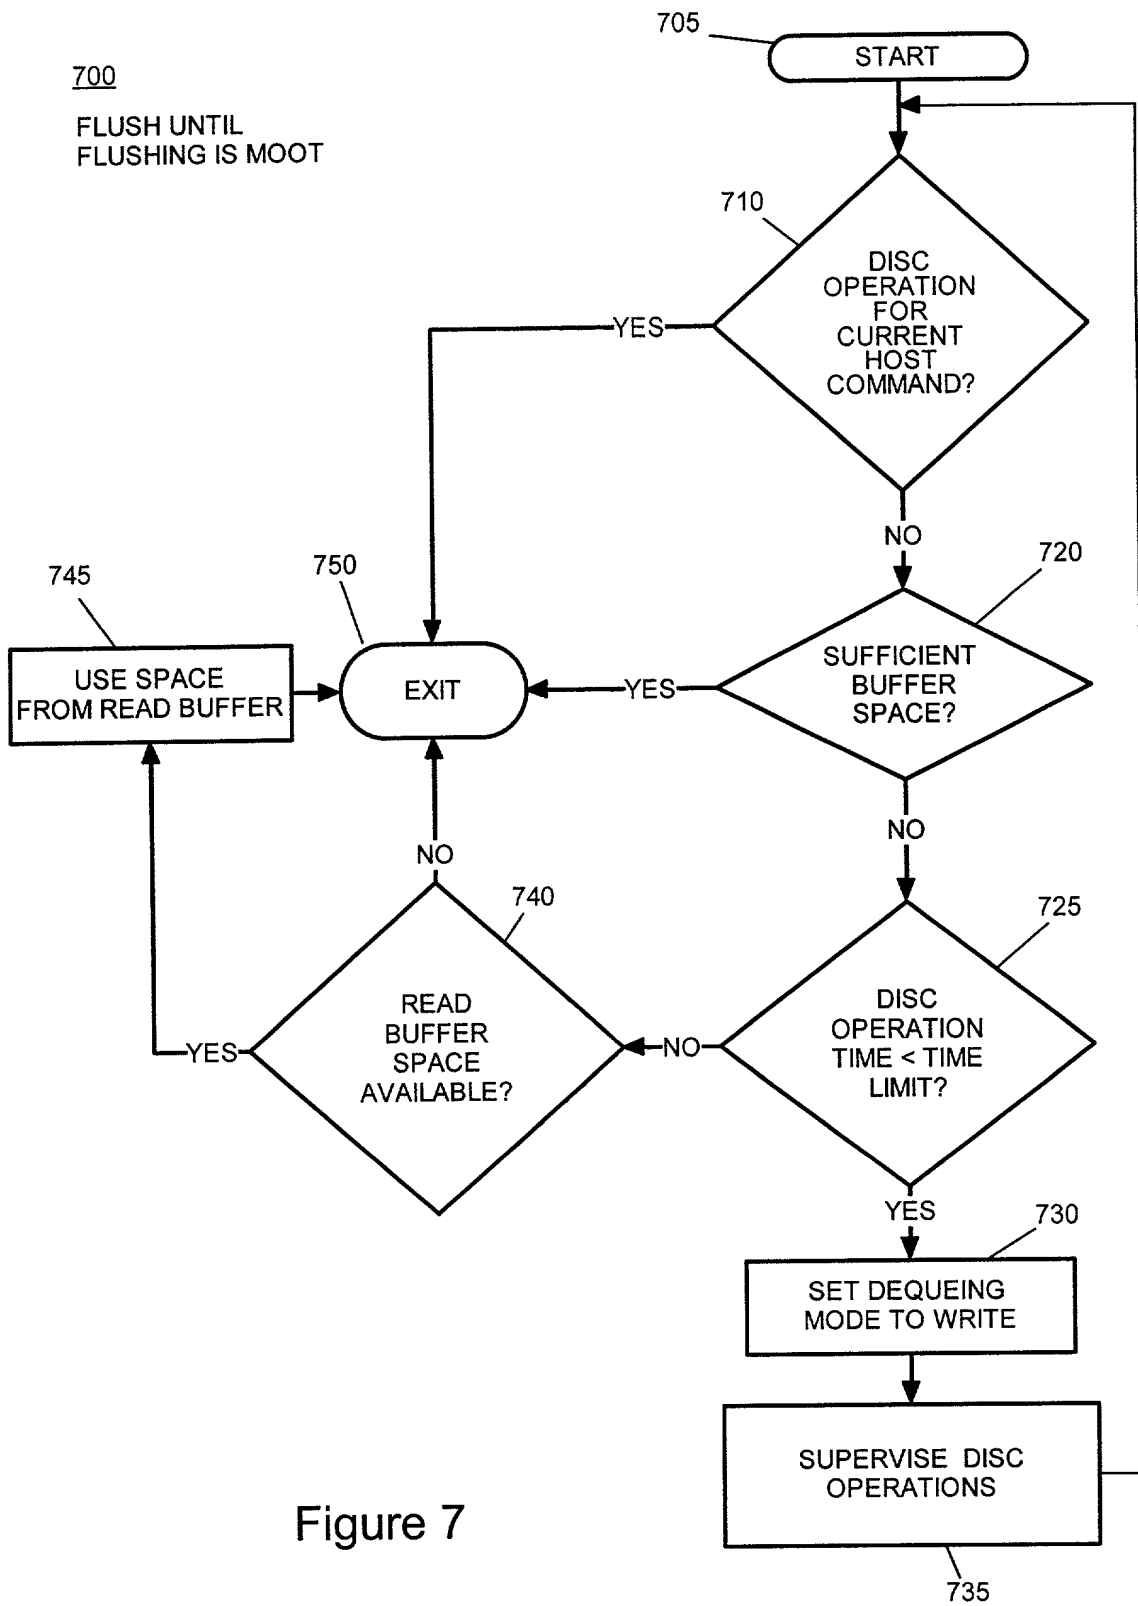 705
START
700
FLUSH UNTIL
FLUSHING IS MOOT
710
DISC
OPERATION
FOR
CURRENT
HOST
COMMAND?
YES
NO
720
SUFFICIENT
BUFFER
SPACE?
YES
750
EXIT
745
USE SPACE
FROM READ BUFFER
NO
725
DISC
OPERATION
TIME < TIME
LIMIT?
NO
740
READ
BUFFER
SPACE
AVAILABLE?
NO
YES
YES
730
SET DEQUEING
MODE TO WRITE
SUPERVISE DISC
OPERATIONS
735
Figure 7